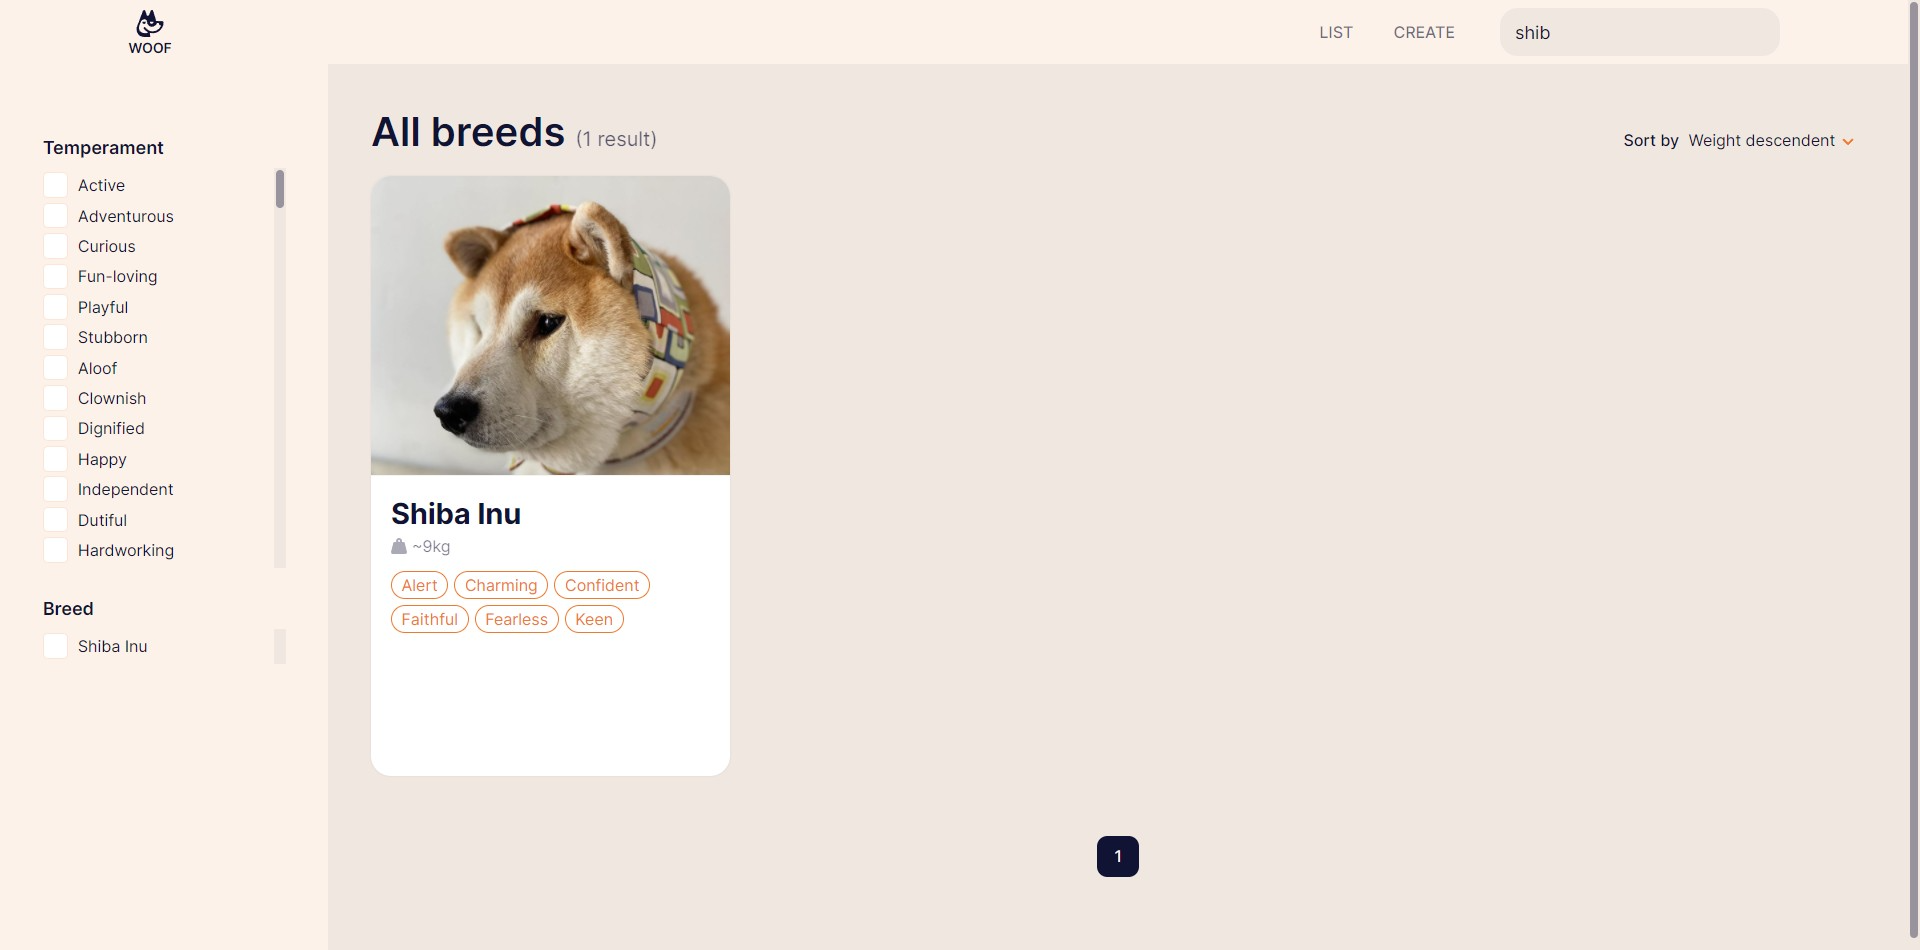 WOOF
LIST CREATE shib
Temperament
Active
Adventurous
Curious
Fun-loving
Playful
Stubborn
Aloof
Clownish
Dignified
Happy
Independent
Dutiful
Hardworking
Breed
Shiba Inu
All breeds (1 result)
Sort by Weight descendent
Shiba Inu
~9kg
Alert Charming Confident
Faithful Fearless Keen
1